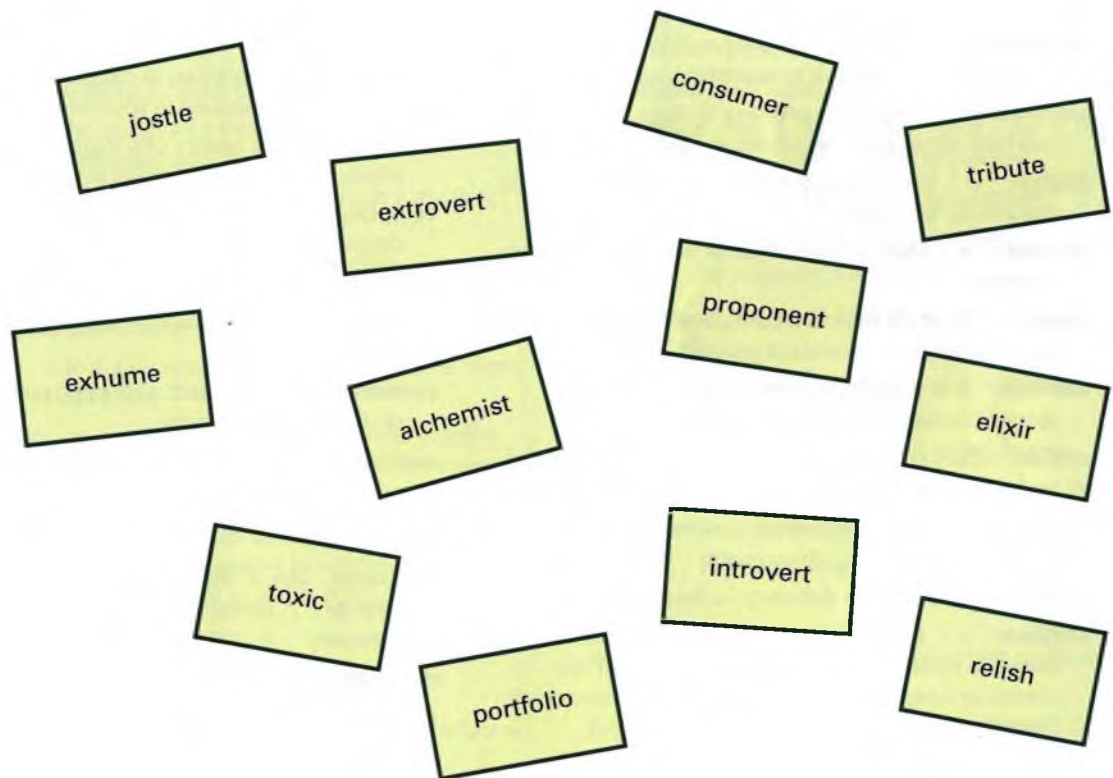 jostle
consumer
tribute
extrovert
proponent
exhume
alchemist
elixir
toxic
introvert
portfolio
relish